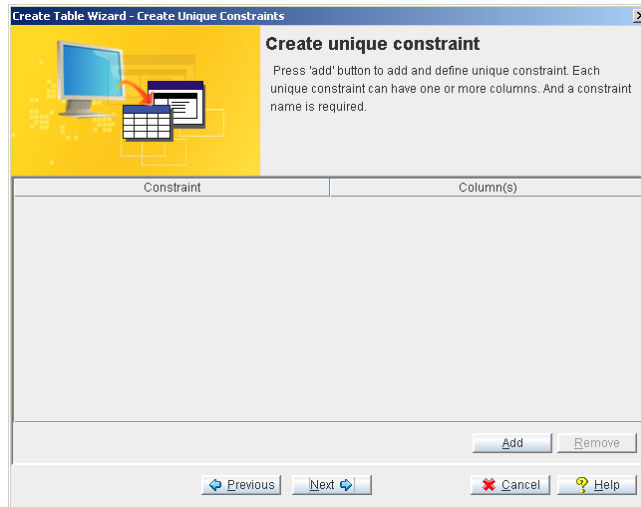 Create Table Wizard - Create Unique Constraints
Create unique constraint
Press 'add' button to add and define unique constraint. Each
unique constraint can have one or more columns. And a constraint
name is required.
Constraint Column(s)
Add Remove
Previous Next Cancel Help